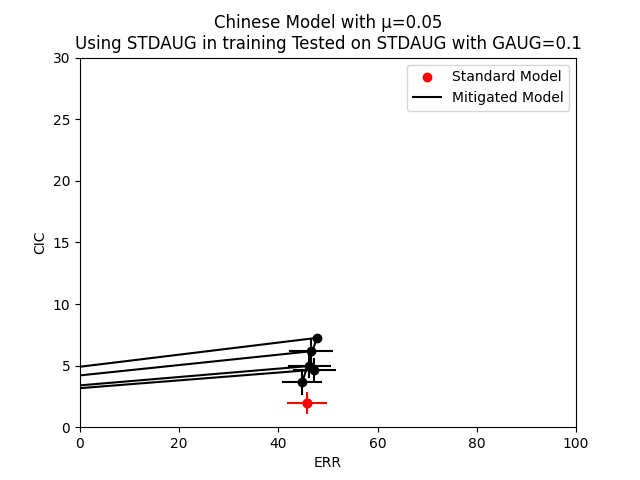 Chinese Model with μ=0.05
Using STDAUG in training Tested on STDAUG with GAUG=0.1
Standard Model
Mitigated Model
30
25
20
15
10
5
0
CIC
0 20 40 60 80 100
ERR